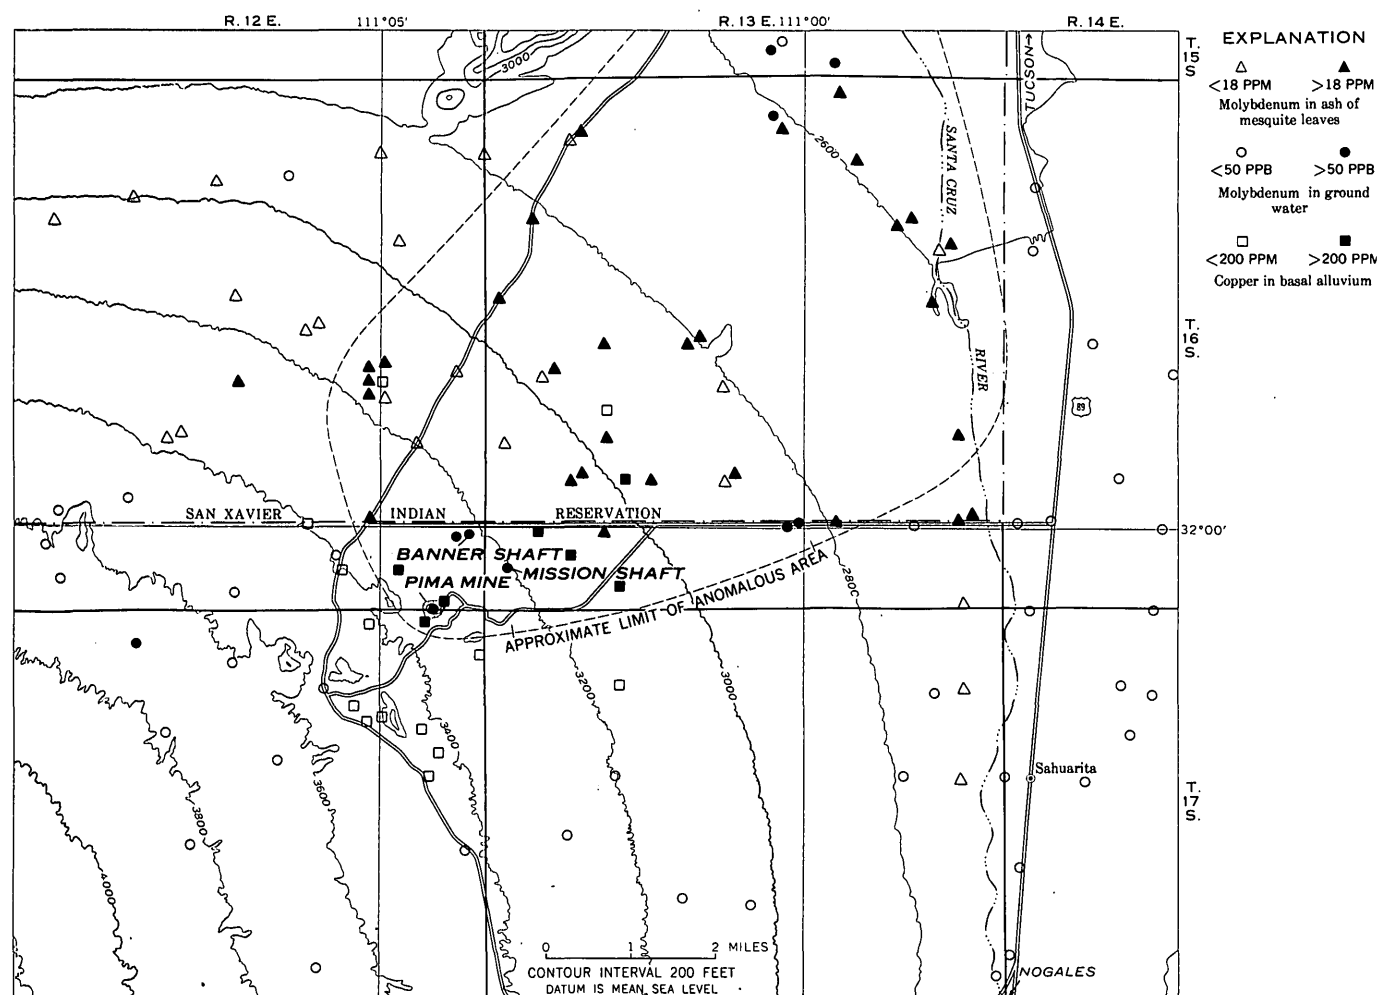 R. 12 E.
111°05'
R. 13 E.
111°00'
R. 14 E.
T.
15
S
EXPLANATION
<18 PPM
>18 PPM
Molybdenum in ash of
mesquite leaves
<50 PPB
>50 PPB
Molybdenum in ground
water
<200 PPM
>200 PPM
Copper in basal alluvium
3000
TUCSON→
2600
SANTA CRUZ
RIVER
T.
16
S.
89
SAN XAVIER INDIAN RESERVATION
32°00'
BANNER SHAFT
MISSION SHAFT
PIMA MINE
APPROXIMATE LIMIT OF ANOMALOUS AREA
2800
3200
3000
3400
3600
3800
4000
Sahuarita
T.
17
S.
0 1 2 MILES
CONTOUR INTERVAL 200 FEET
DATUM IS MEAN SEA LEVEL
NOGALES